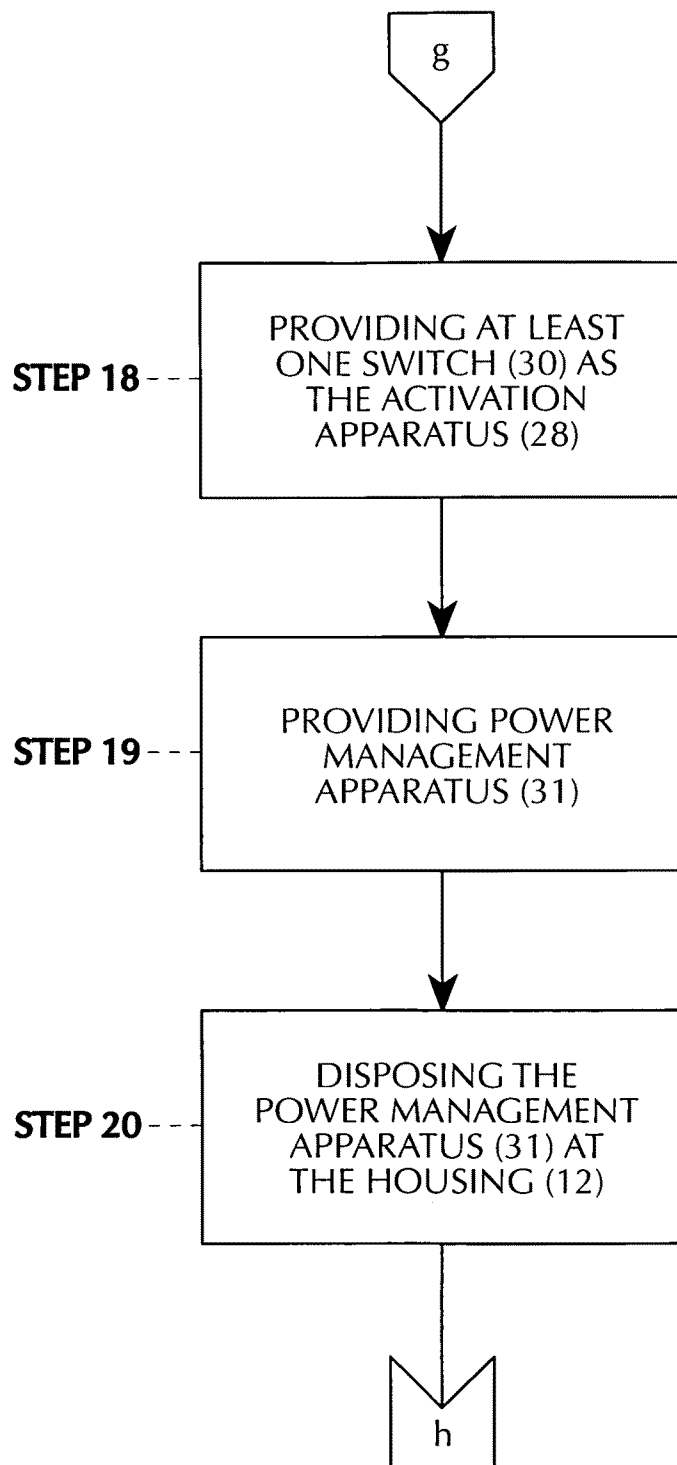 g
STEP 18
PROVIDING AT LEAST
ONE SWITCH (30) AS
THE ACTIVATION
APPARATUS (28)
STEP 19
PROVIDING POWER
MANAGEMENT
APPARATUS (31)
STEP 20
DISPOSING THE
POWER MANAGEMENT
APPARATUS (31) AT
THE HOUSING (12)
h